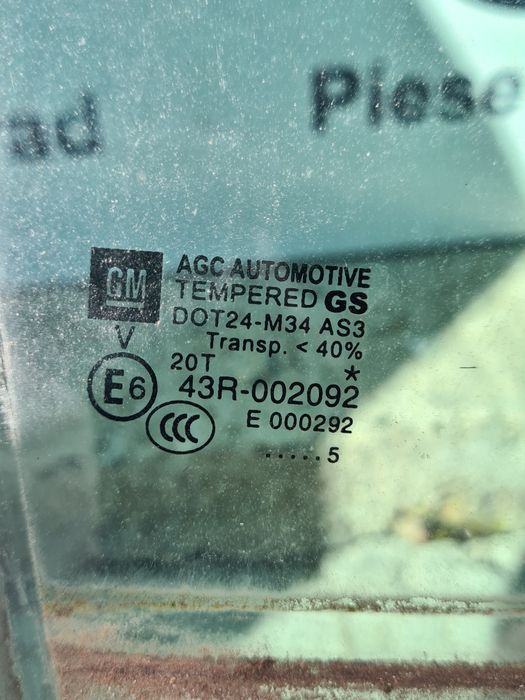 ad Piese
GM
AGC AUTOMOTIVE
TEMPERED GS
DOT24-M34 AS3
Transp. < 40%
V
20T *
E6 43R-002092
CCC E 000292
.....5